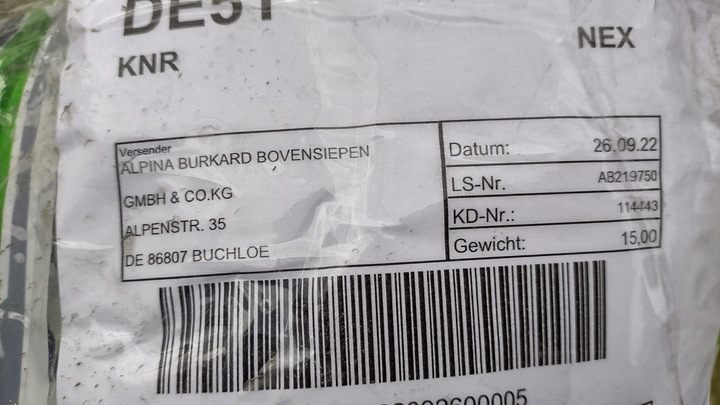 DE51
NEX
KNR
Versender
ALPINA BURKARD BOVENSIEPEN
GMBH & CO.KG
ALPENSTR. 35
DE 86807 BUCHLOE
Datum: 26.09.22
LS-Nr. AB219750
KD-Nr.: 114443
Gewicht: 15,00